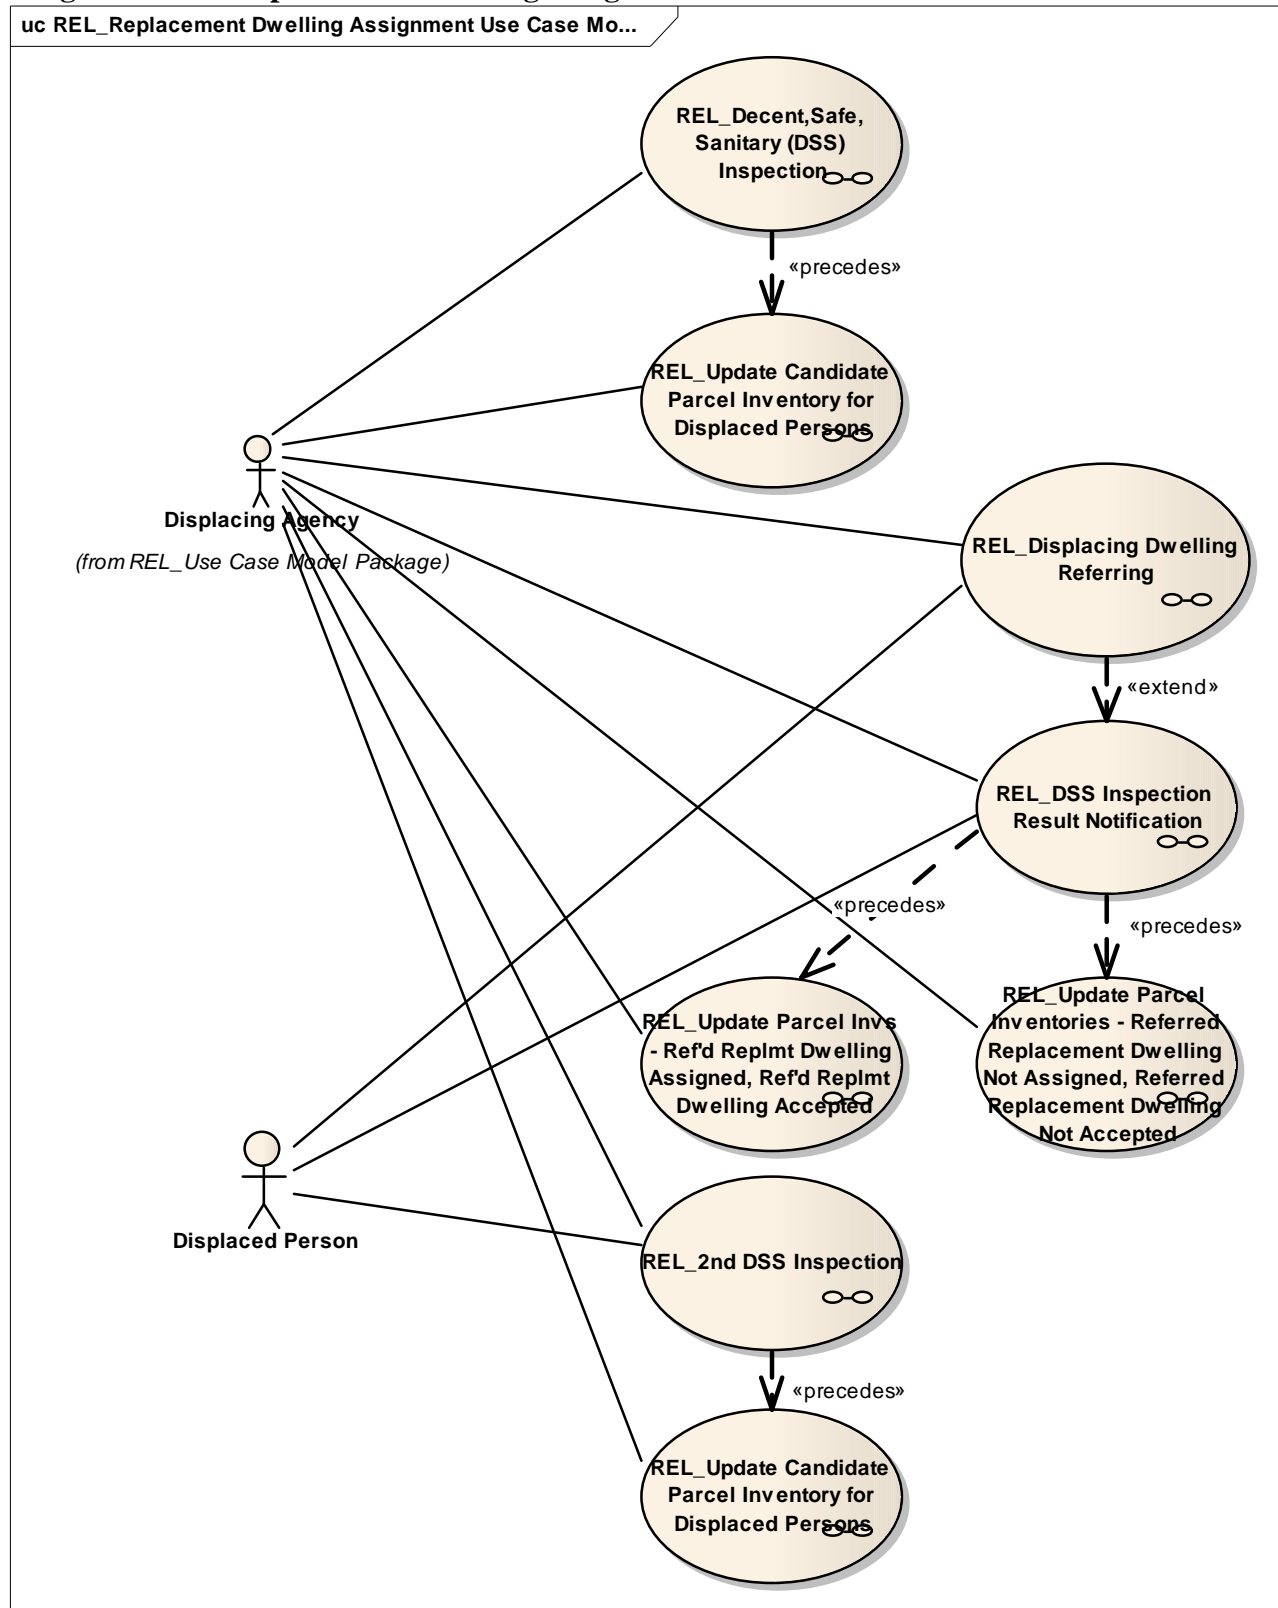 uc REL_Replacement Dwelling Assignment Use Case Mo...
REL_Decent,Safe,
Sanitary (DSS)
Inspection
«precedes»
REL_Update Candidate
Parcel Inventory for
Displaced Persons
Displacing Agency
(from REL_Use Case Model Package)
REL_Displacing Dwelling
Referring
«extend»
REL_DSS Inspection
Result Notification
«precedes»
«precedes»
REL_Update Parcel Invs
- Ref'd Replmt Dwelling
Assigned, Ref'd Replmt
Dwelling Accepted
REL_Update Parcel
Inventories - Referred
Replacement Dwelling
Not Assigned, Referred
Replacement Dwelling
Not Accepted
Displaced Person
REL_2nd DSS Inspection
«precedes»
REL_Update Candidate
Parcel Inventory for
Displaced Persons